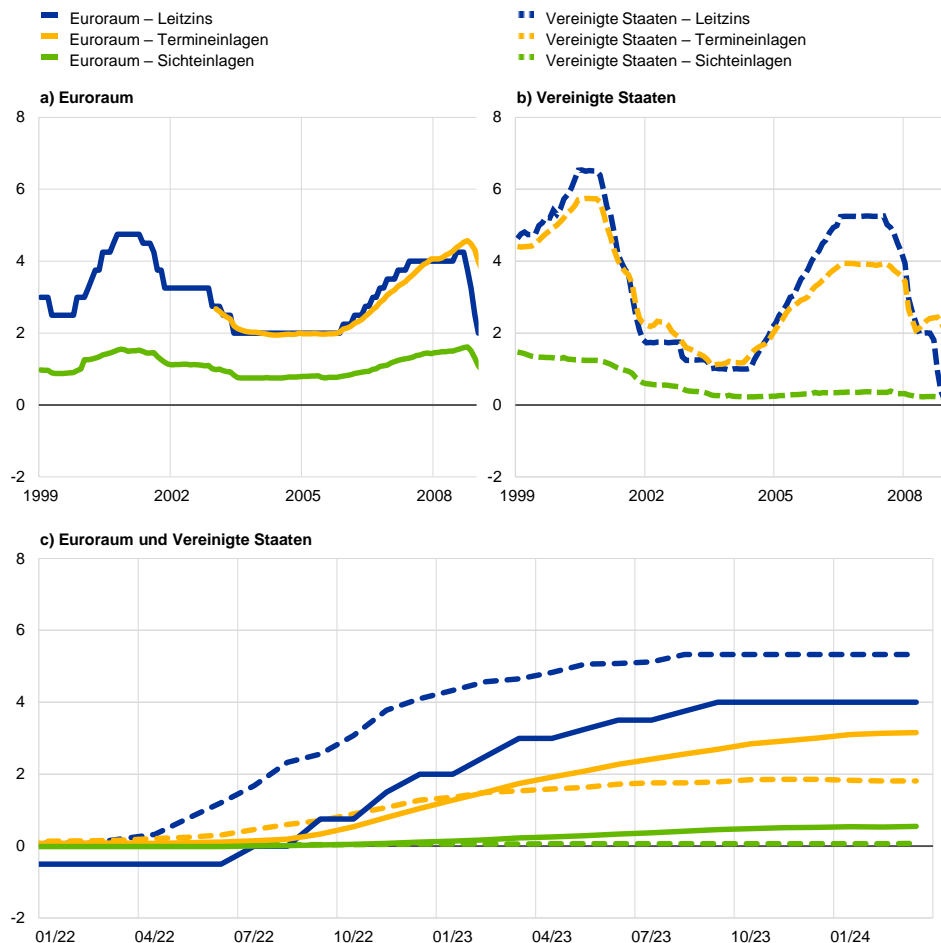 Euroraum – Leitzins
Euroraum – Termineinlagen
Euroraum – Sichteinlagen
Vereinigte Staaten – Leitzins
Vereinigte Staaten – Termineinlagen
Vereinigte Staaten – Sichteinlagen
a) Euroraum
8
6
4
2
0
-2
1999 2002 2005 2008
b) Vereinigte Staaten
8
6
4
2
0
-2
1999 2002 2005 2008
c) Euroraum und Vereinigte Staaten
8
6
4
2
0
-2
01/22 04/22 07/22 10/22 01/23 04/23 07/23 10/23 01/24